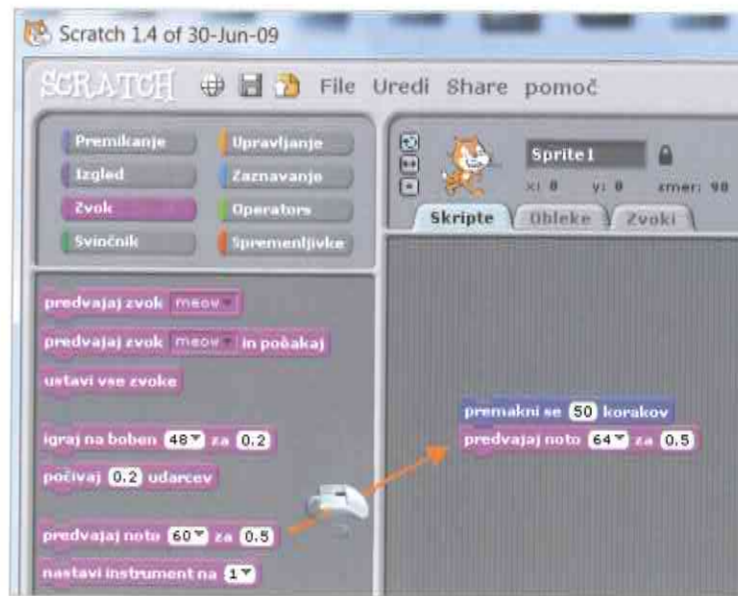 Scratch 1.4 of 30-Jun-09
SCRATCH File Uredi Share pomoč
Premikanje Upravljanje
Izgled Zaznavanje
Zvok Operators
Svinčnik Spremenljivke
Sprite1
x: 0 y: 0 smer: 90
Skripte Obleke Zvoki
predvajaj zvok meow
predvajaj zvok meow in počakaj
ustavi vse zvoke
igraj na boben 48 za 0.2
počivaj 0.2 udarcev
predvajaj noto 60 za 0.5
nastavi instrument na 1
premakni se 50 korakov
predvajaj noto 64 za 0.5